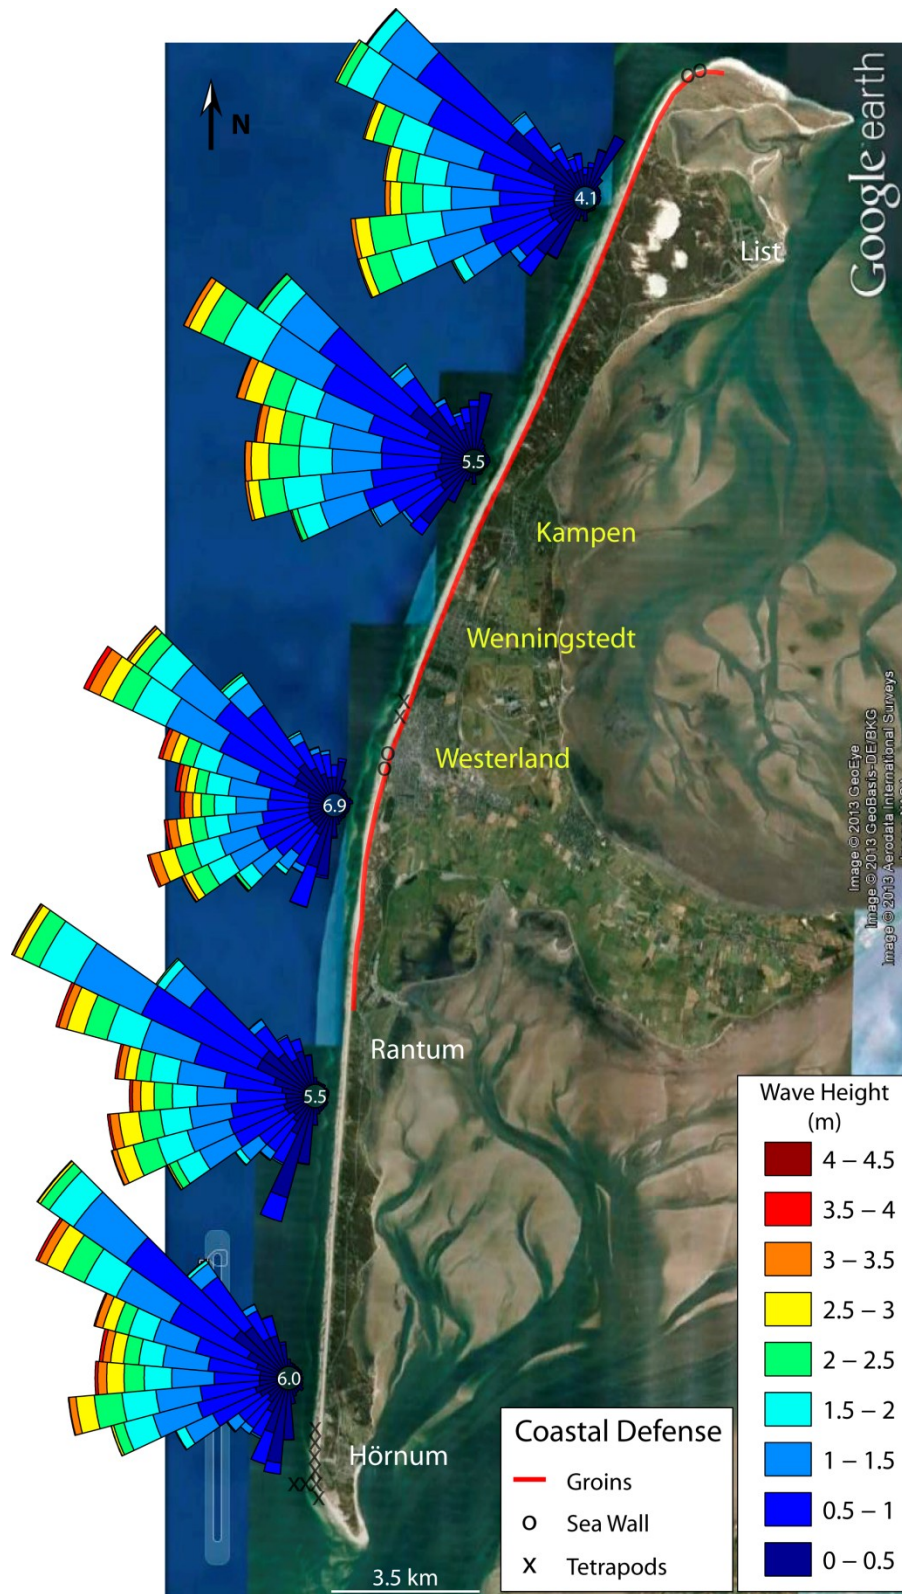 N
4.1
Google earth
List
5.5
Kampen
Wenningstedt
Westerland
6.9
Image © 2013 GeoEye
Image © 2013 GeoBasis-DE/BKG
Image © 2013 Aerodata International Surveys
Rantum
5.5
6.0
Hörnum
3.5 km
Coastal Defense
Groins
O Sea Wall
X Tetrapods
Wave Height
(m)
4 – 4.5
3.5 – 4
3 – 3.5
2.5 – 3
2 – 2.5
1.5 – 2
1 – 1.5
0.5 – 1
0 – 0.5